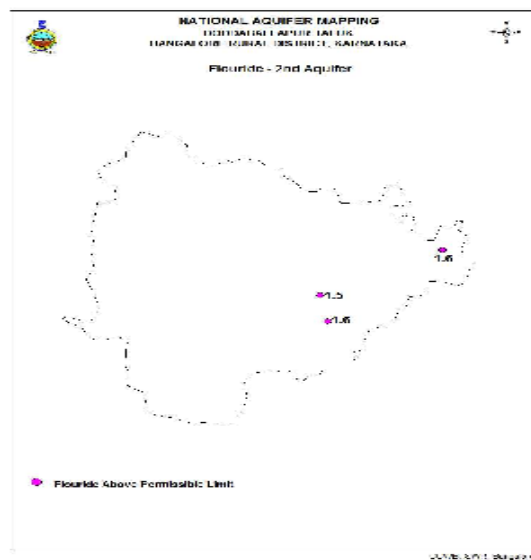 NATIONAL AQUIFER MAPPING
DODDABALLAPUR TALUK
BANGALORE RURAL DISTRICT, KARNATAKA
Flouride - 2nd Aquifer
1.6
1.5
1.6
Flouride Above Permissible Limit